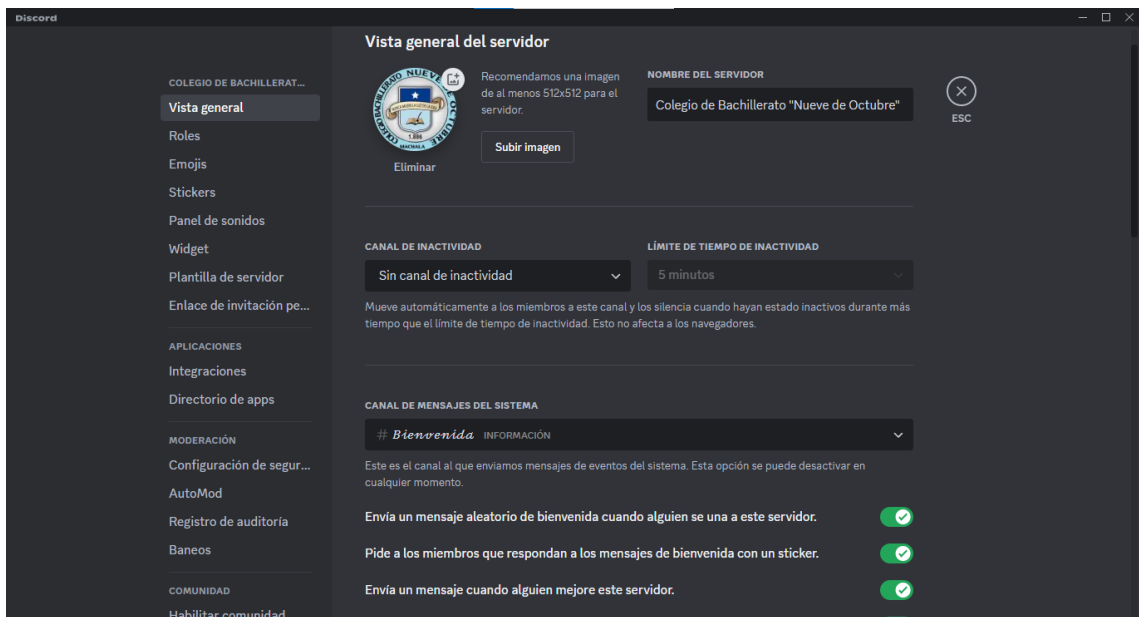 Discord
Vista general del servidor
COLEGIO DE BACHILLERAT...
Vista general
Roles
Emojis
Stickers
Panel de sonidos
Widget
Plantilla de servidor
Enlace de invitación pe...
APLICACIONES
Integraciones
Directorio de apps
MODERACIÓN
Configuración de segur...
AutoMod
Registro de auditoría
Baneos
COMUNIDAD
Habilitar comunidad
NUEVE DE OCTUBRE
1.886
MACHALA
Eliminar
Recomendamos una imagen
de al menos 512x512 para el
servidor.
Subir imagen
NOMBRE DEL SERVIDOR
Colegio de Bachillerato "Nueve de Octubre"
ESC
CANAL DE INACTIVIDAD
Sin canal de inactividad
LÍMITE DE TIEMPO DE INACTIVIDAD
5 minutos
Mueve automáticamente a los miembros a este canal y los silencia cuando hayan estado inactivos durante más
tiempo que el límite de tiempo de inactividad. Esto no afecta a los navegadores.
CANAL DE MENSAJES DEL SISTEMA
# Bienvenida INFORMACIÓN
Este es el canal al que enviamos mensajes de eventos del sistema. Esta opción se puede desactivar en
cualquier momento.
Envía un mensaje aleatorio de bienvenida cuando alguien se una a este servidor.
Pide a los miembros que respondan a los mensajes de bienvenida con un sticker.
Envía un mensaje cuando alguien mejore este servidor.